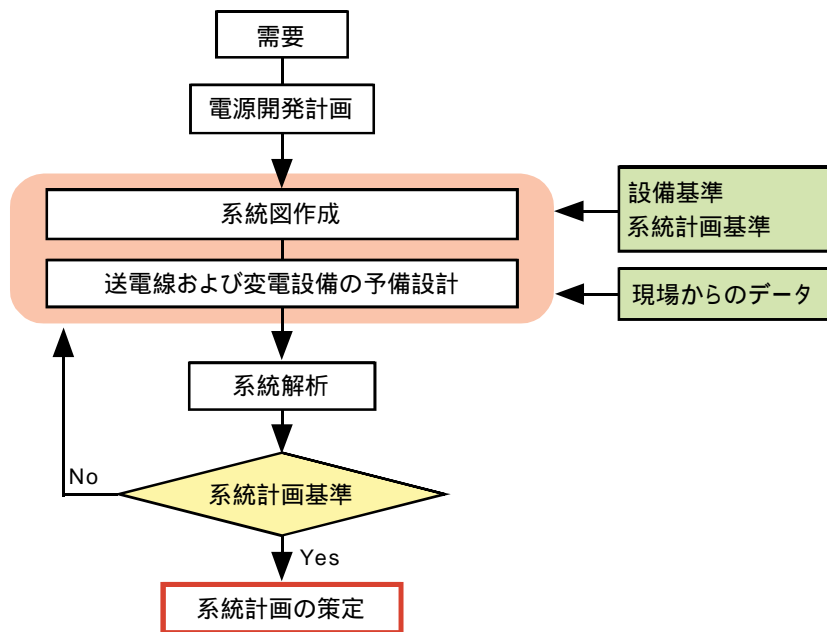 需要
電源開発計画
系統図作成
設備基準
系統計画基準
送電線および変電設備の予備設計
現場からのデータ
系統解析
No
系統計画基準
Yes
系統計画の策定